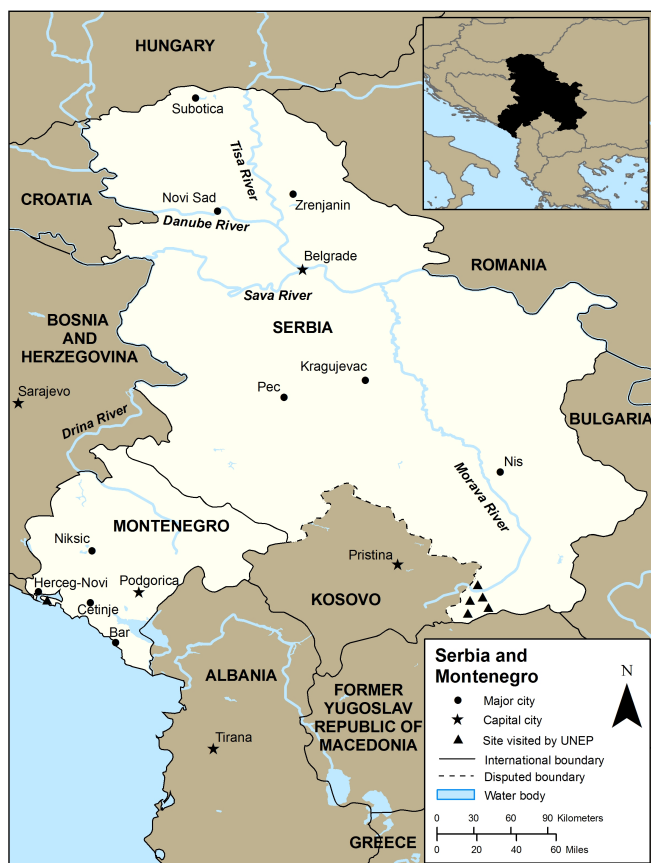 HUNGARY
Subotica
Tisa River
CROATIA
Novi Sad
Zrenjanin
Danube River
Belgrade
ROMANIA
Sava River
BOSNIA
AND
HERZEGOVINA
SERBIA
Kragujevac
Pec
Sarajevo
Drina River
BULGARIA
Nis
Morava River
MONTENEGRO
Niksic
Pristina
Herceg-Novi
Podgorica
KOSOVO
Cetinje
Bar
ALBANIA
FORMER
YUGOSLAV
REPUBLIC OF
MACEDONIA
Tirana
GREECE
Serbia and
Montenegro
N
Major city
Capital city
Site visited by UNEP
International boundary
Disputed boundary
Water body
0 30 60 90 Kilometers
0 20 40 60 Miles